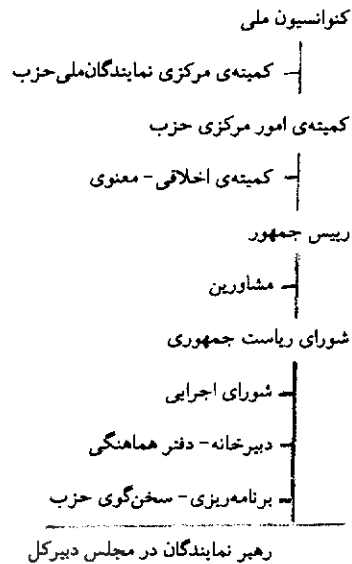 کنوانسیون ملی
کمیته‌ی مرکزی نمایندگان‌ملی‌حزب
کمیته‌ی امور مرکزی حزب
کمیته‌ی اخلاقی- معنوی
رییس جمهور
مشاورین
شورای ریاست جمهوری
شورای اجرایی
دبیرخانه- دفتر هماهنگی
برنامه‌ریزی- سخن‌گوی حزب
رهبر نمایندگان در مجلس دبیرکل